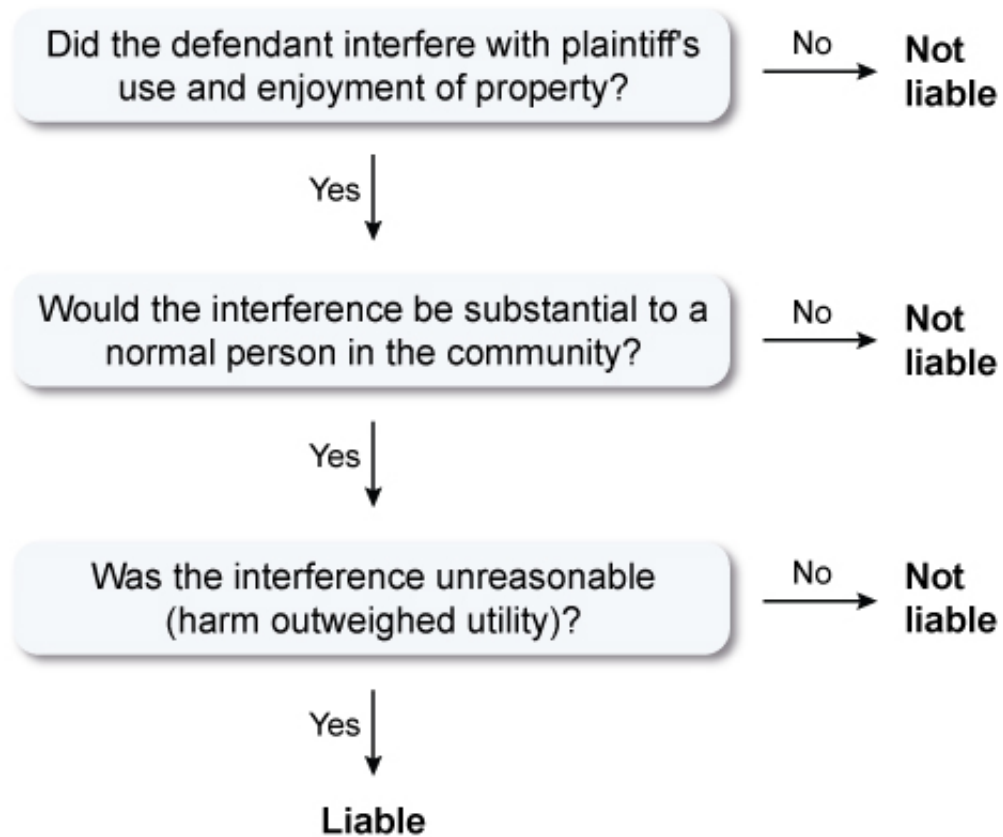 Did the defendant interfere with plaintiff's
use and enjoyment of property?
No
Not
liable
Yes
Would the interference be substantial to a
normal person in the community?
No
Not
liable
Yes
Was the interference unreasonable
(harm outweighed utility)?
No
Not
liable
Yes
Liable